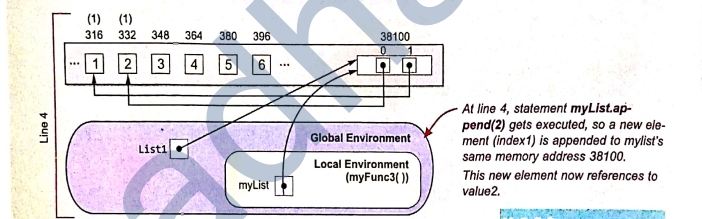 (1) (1)
316 332 348 364 380 396 38100
0 1
... 1 2 3 4 5 6 ...
Line 4
Global Environment
List1
Local Environment
(myFunc3( ))
myList
At line 4, statement myList.ap-
pend(2) gets executed, so a new ele-
ment (index1) is appended to mylist's
same memory address 38100.
This new element now references to
value2.